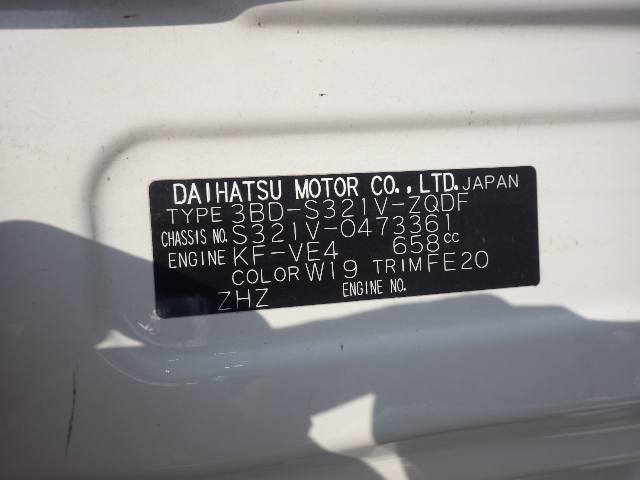 DAIHATSU MOTOR CO.,LTD. JAPAN
TYPE 3BD-S321V-ZQDF
CHASSIS NO. S321V-0473361
ENGINE KF-VE4 658cc
COLOR W19 TRIM FE20
ZHZ ENGINE NO.